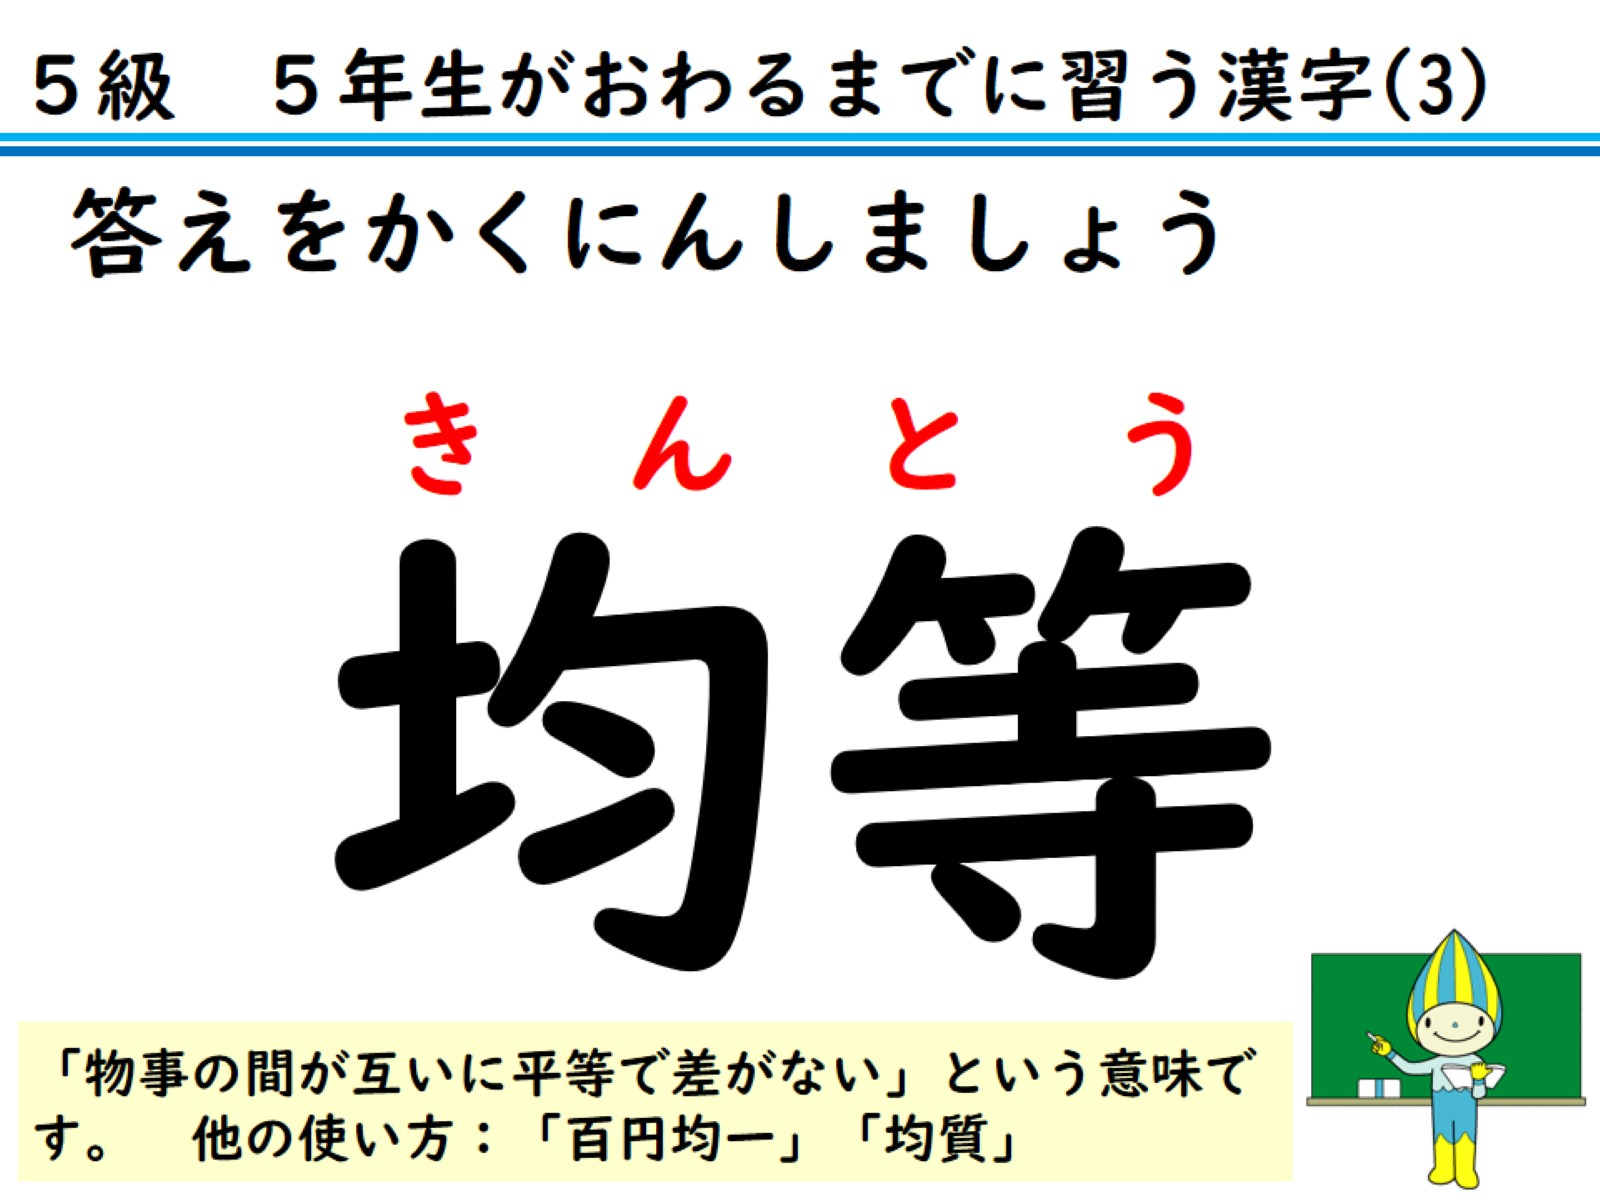 ５級　５年生がおわるまでに習う漢字(3)
答えをかくにんしましょう
きんとう
均等
「物事の間が互いに平等で差がない」という意味で
す。　他の使い方：「百円均一」「均質」